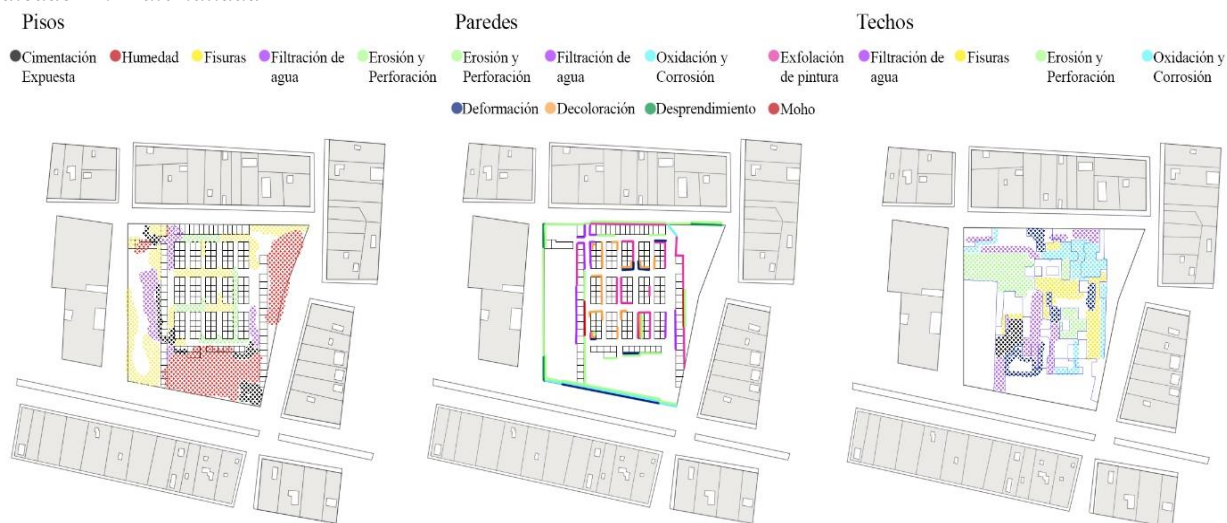 Pisos
Paredes
Techos
Cimentación Expuesta
Humedad
Fisuras
Filtración de agua
Erosión y Perforación
Erosión y Perforación
Filtración de agua
Oxidación y Corrosión
Exfolación de pintura
Deformación
Decoloración
Desprendimiento
Moho
Filtración de agua
Fisuras
Erosión y Perforación
Oxidación y Corrosión